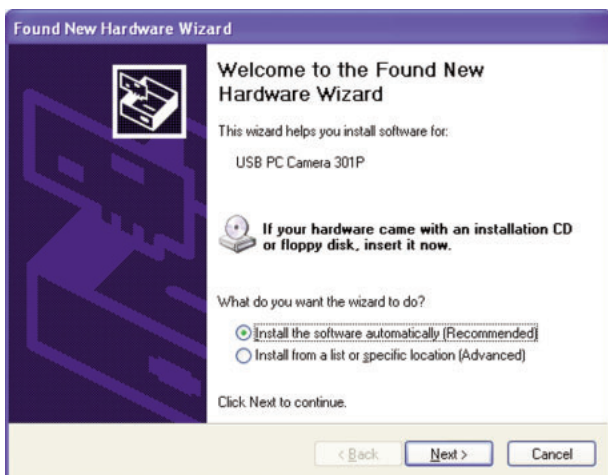 Found New Hardware Wizard
Welcome to the Found New
Hardware Wizard
This wizard helps you install software for:
USB PC Camera 301P
If your hardware came with an installation CD
or floppy disk, insert it now.
What do you want the wizard to do?
Install the software automatically (Recommended)
Install from a list or specific location (Advanced)
Click Next to continue.
< Back Next > Cancel